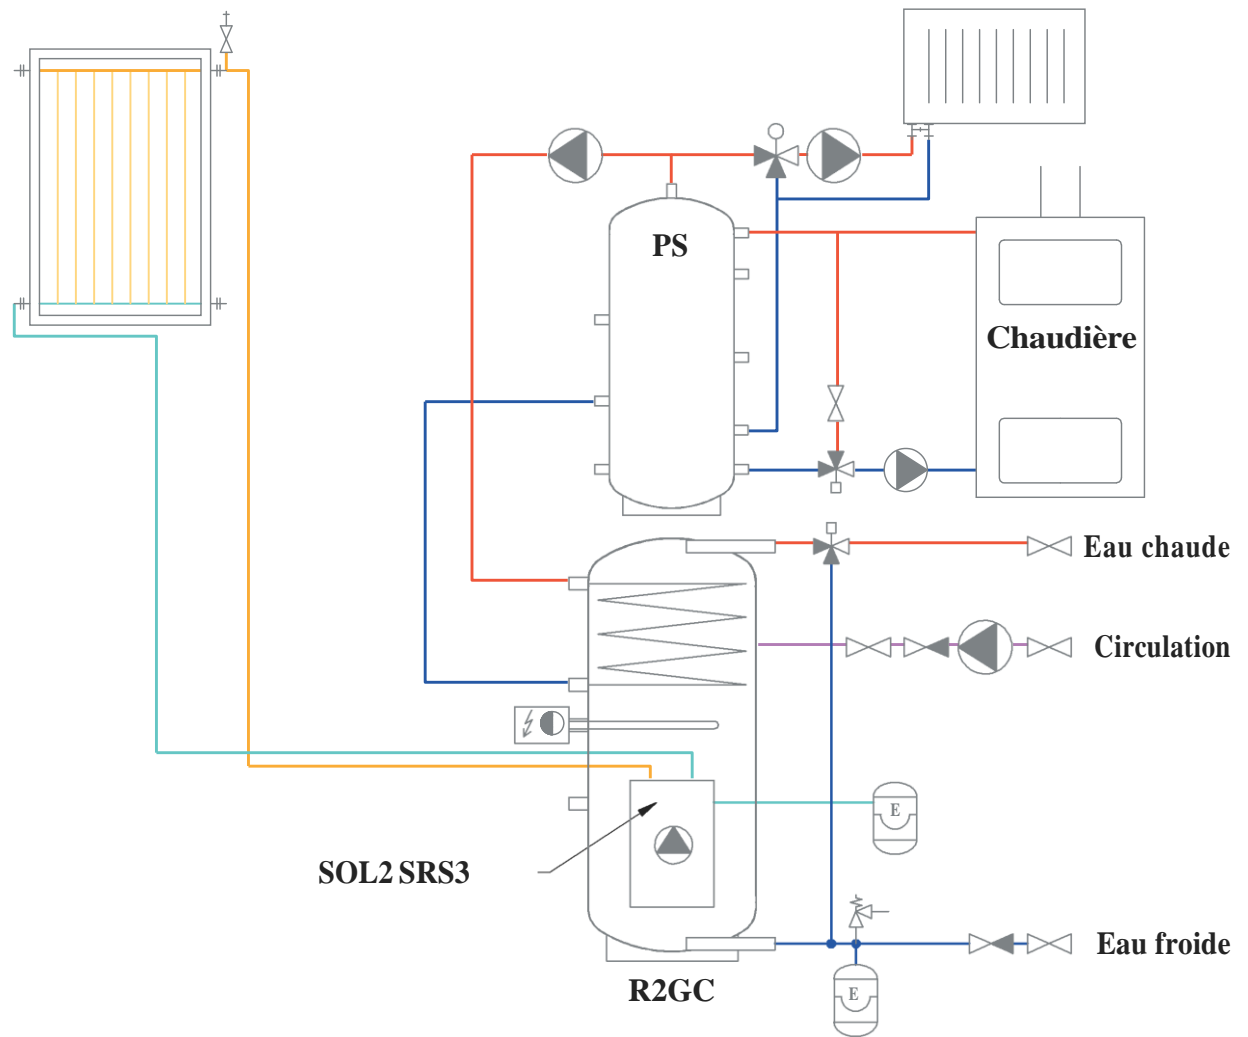 PS
Chaudière
Eau chaude
Circulation
E
SOL2 SRS3
Eau froide
R2GC
E